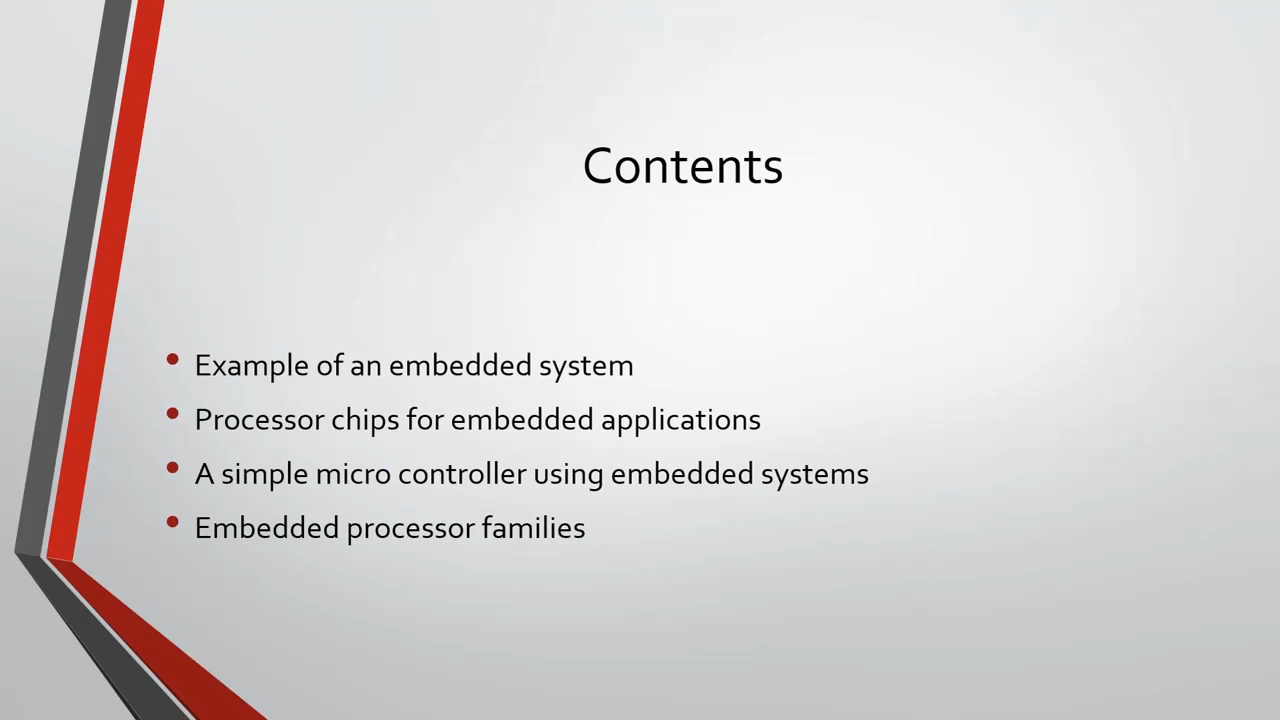 Contents
• Example of an embedded system
• Processor chips for embedded applications
• A simple micro controller using embedded systems
• Embedded processor families